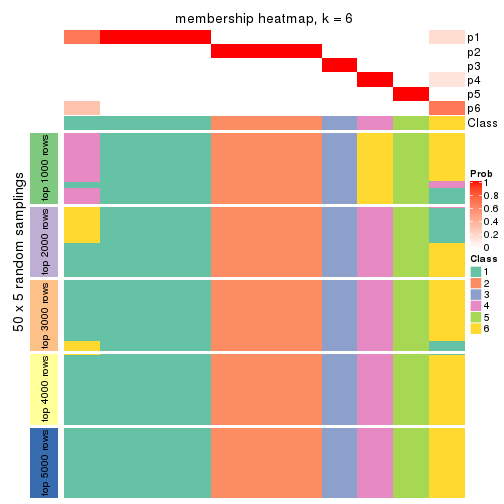 membership heatmap, k = 6
p1
p2
p3
p4
p5
p6
Class
50 x 5 random samplings
top 1000 rows
top 2000 rows
top 3000 rows
top 4000 rows
top 5000 rows
Prob
1
0.8
0.6
0.4
0.2
0
Class
1
2
3
4
5
6